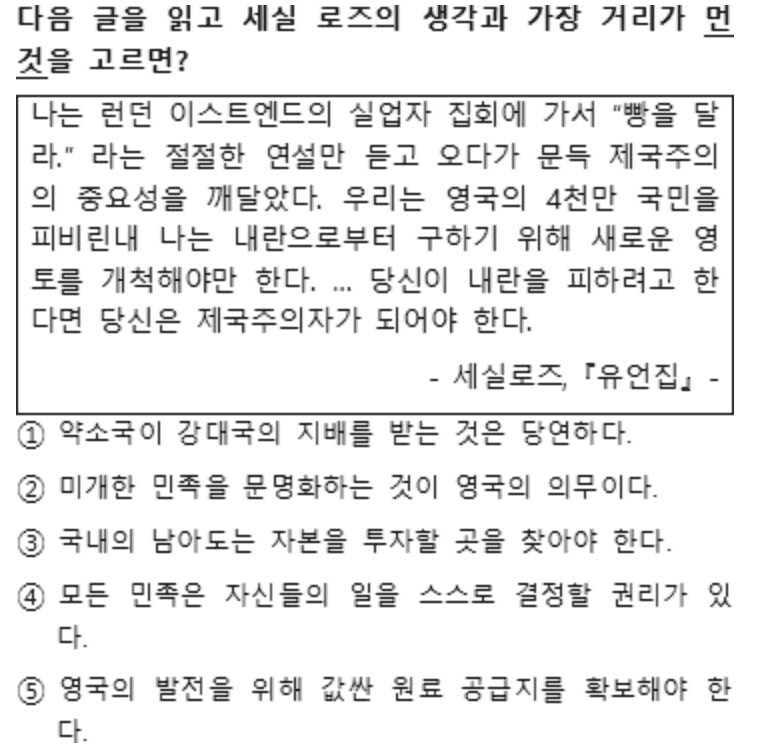 다음 글을 읽고 세실 로즈의 생각과 가장 거리가 먼
것을 고르면?
나는 런던 이스트엔드의 실업자 집회에 가서 “빵을 달
라.” 라는 절절한 연설만 듣고 오다가 문득 제국주의
의 중요성을 깨달았다. 우리는 영국의 4천만 국민을
피비린내 나는 내란으로부터 구하기 위해 새로운 영
토를 개척해야만 한다. ... 당신이 내란을 피하려고 한
다면 당신은 제국주의자가 되어야 한다.
- 세실로즈, 『유언집』 -
① 약소국이 강대국의 지배를 받는 것은 당연하다.
② 미개한 민족을 문명화하는 것이 영국의 의무이다.
③ 국내의 남아도는 자본을 투자할 곳을 찾아야 한다.
④ 모든 민족은 자신들의 일을 스스로 결정할 권리가 있
다.
⑤ 영국의 발전을 위해 값싼 원료 공급지를 확보해야 한
다.